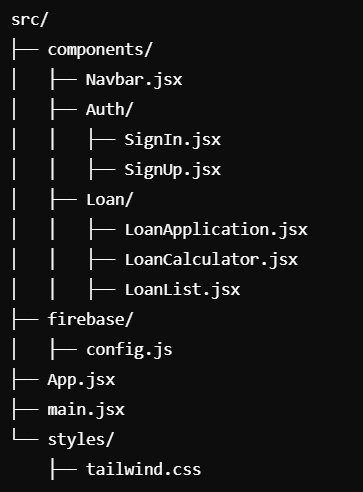 src/
├── components/
│   ├── Navbar.jsx
│   ├── Auth/
│   │   ├── SignIn.jsx
│   │   ├── SignUp.jsx
│   ├── Loan/
│   │   ├── LoanApplication.jsx
│   │   ├── LoanCalculator.jsx
│   │   ├── LoanList.jsx
├── firebase/
│   ├── config.js
├── App.jsx
├── main.jsx
└── styles/
    ├── tailwind.css